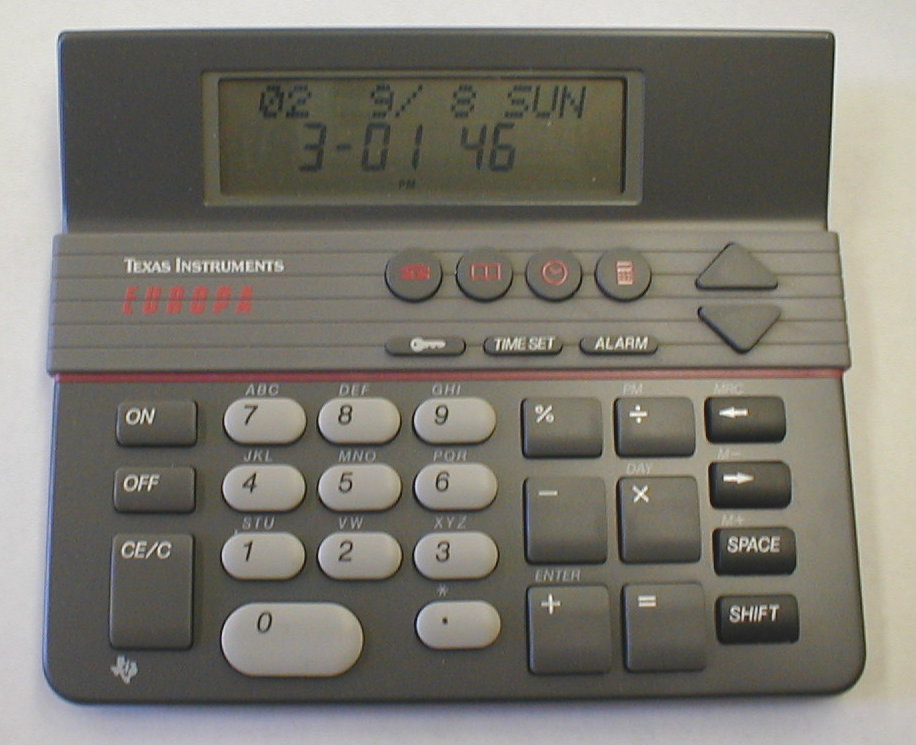 02 9/ 8 SUN
3-01 46
PM
TEXAS INSTRUMENTS
EUROPA
TIME SET ALARM
ABC DEF GHI PM MRC
ON 7 8 9 % ÷ ←
JKL MNO PQR DAY M−
OFF 4 5 6 − × →
STU VW XYZ M+
CE/C 1 2 3 SPACE
* ENTER
0 . + = SHIFT